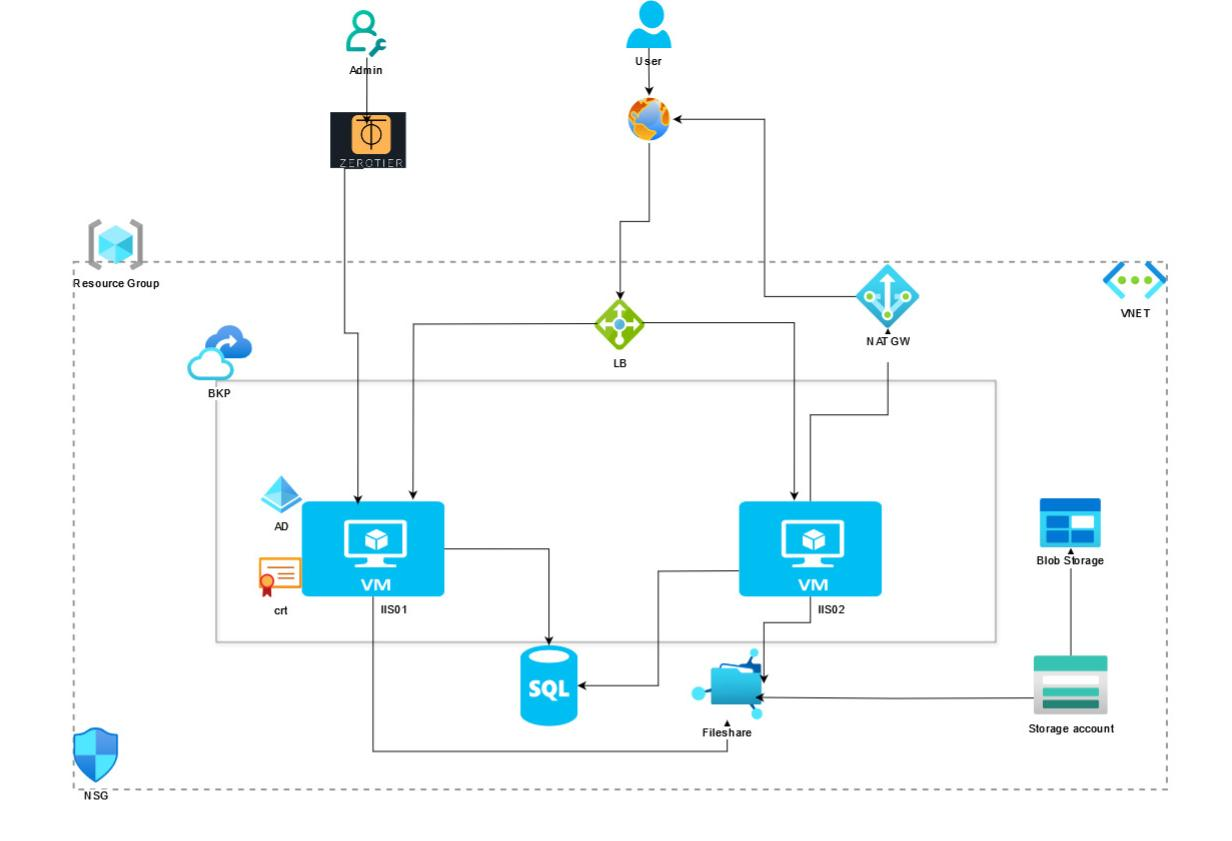 Admin
User
ZEROTIER
Resource Group
VNET
NATGW
LB
BKP
AD
VM
VM
Blob Storage
crt
IIS01
IIS02
SQL
Fileshare
Storage account
NSG